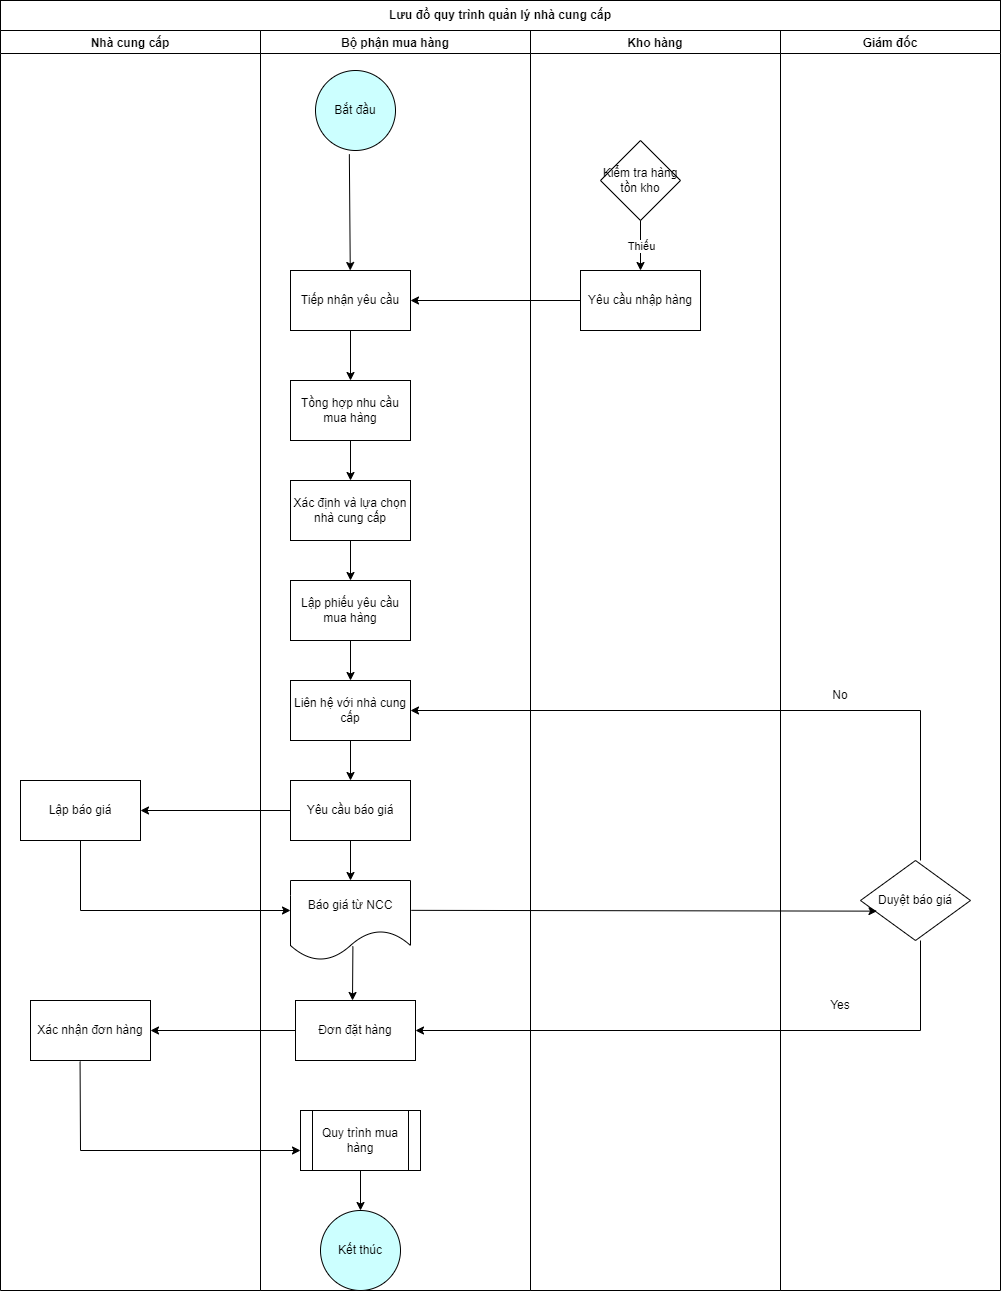 Lưu đồ quy trình quản lý nhà cung cấp
Nhà cung cấp
Bộ phận mua hàng
Kho hàng
Giám đốc
Bắt đầu
Kiểm tra hàng
tồn kho
Thiếu
Tiếp nhận yêu cầu
Yêu cầu nhập hàng
Tồng hợp nhu cầu
mua hàng
Xác định và lựa chọn
nhà cung cấp
Lập phiếu yêu cầu
mua hàng
Liên hệ với nhà cung
cấp
No
Lập báo giá
Yêu cầu báo giá
Báo giá từ NCC
Duyệt báo giá
Yes
Xác nhận đơn hàng
Đơn đặt hàng
Quy trình mua
hàng
Kết thúc